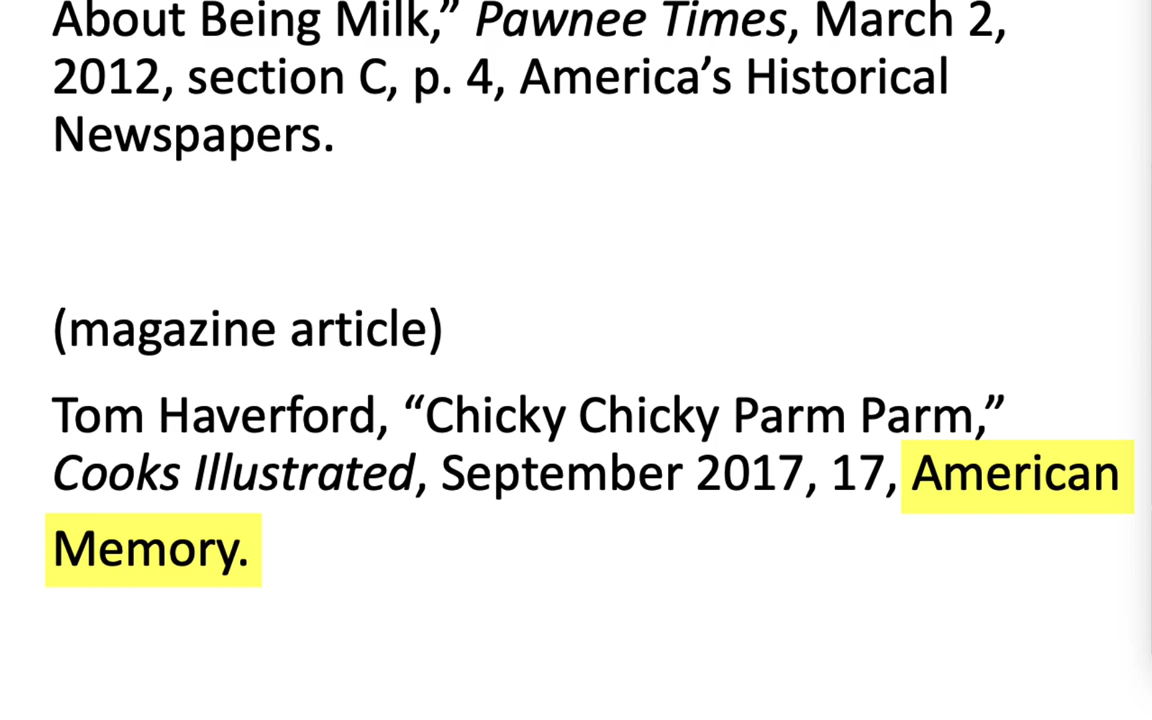 About Being Milk,” Pawnee Times, March 2,
2012, section C, p. 4, America’s Historical
Newspapers.
(magazine article)
Tom Haverford, “Chicky Chicky Parm Parm,”
Cooks Illustrated, September 2017, 17, American
Memory.